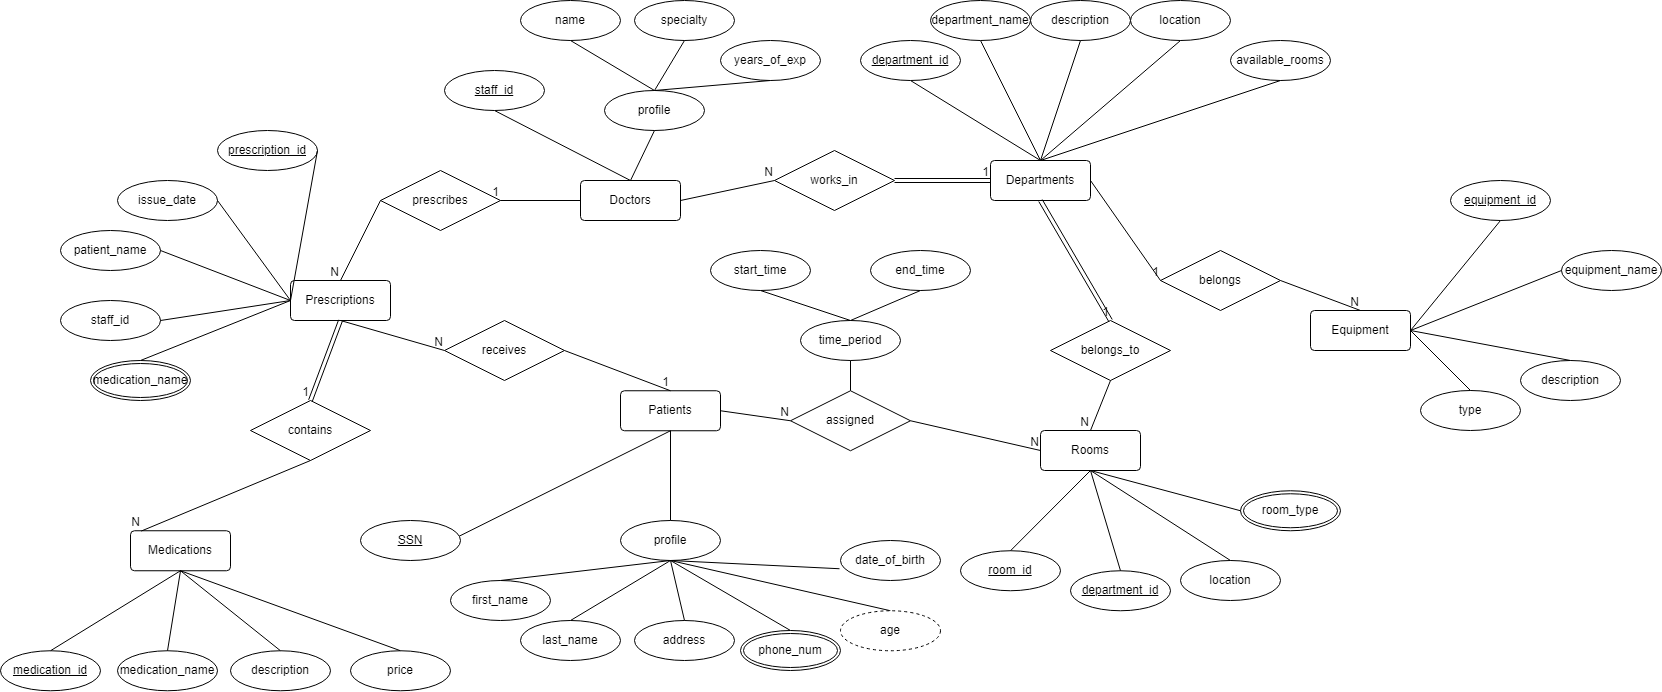 name
specialty
years_of_exp
staff_id
profile
department_name
description
location
department_id
available_rooms
prescription_id
issue_date
patient_name
staff_id
medication_name
prescribes
1
N
Doctors
N
works_in
1
Departments
Prescriptions
start_time
end_time
time_period
1
belongs
N
equipment_id
equipment_name
Equipment
description
type
1
belongs_to
N
N
receives
1
Patients
N
assigned
N
Rooms
1
contains
N
Medications
SSN
profile
date_of_birth
first_name
last_name
address
phone_num
age
room_id
department_id
location
room_type
medication_id
medication_name
description
price